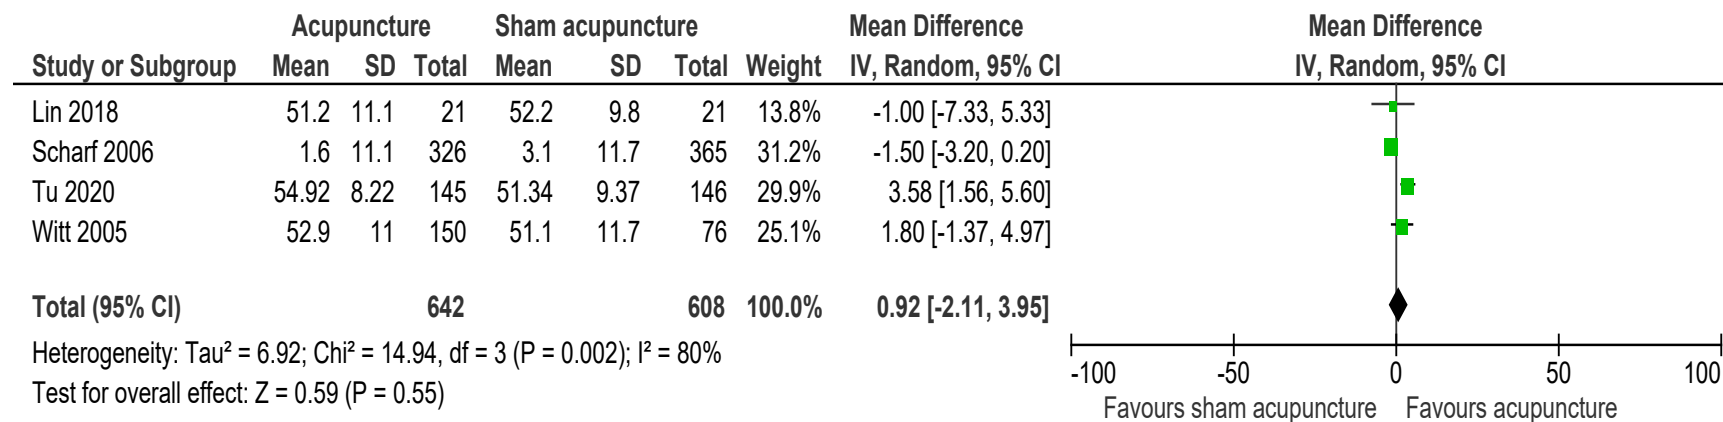 Acupuncture Sham acupuncture Mean Difference Mean Difference
Study or Subgroup Mean SD Total Mean SD Total Weight IV, Random, 95% CI IV, Random, 95% CI
Lin 2018 51.2 11.1 21 52.2 9.8 21 13.8% -1.00 [-7.33, 5.33]
Scharf 2006 1.6 11.1 326 3.1 11.7 365 31.2% -1.50 [-3.20, 0.20]
Tu 2020 54.92 8.22 145 51.34 9.37 146 29.9% 3.58 [1.56, 5.60]
Witt 2005 52.9 11 150 51.1 11.7 76 25.1% 1.80 [-1.37, 4.97]
Total (95% CI) 642 608 100.0% 0.92 [-2.11, 3.95]
Heterogeneity: Tau² = 6.92; Chi² = 14.94, df = 3 (P = 0.002); I² = 80%
Test for overall effect: Z = 0.59 (P = 0.55)
-100 -50 0 50 100
Favours sham acupuncture Favours acupuncture